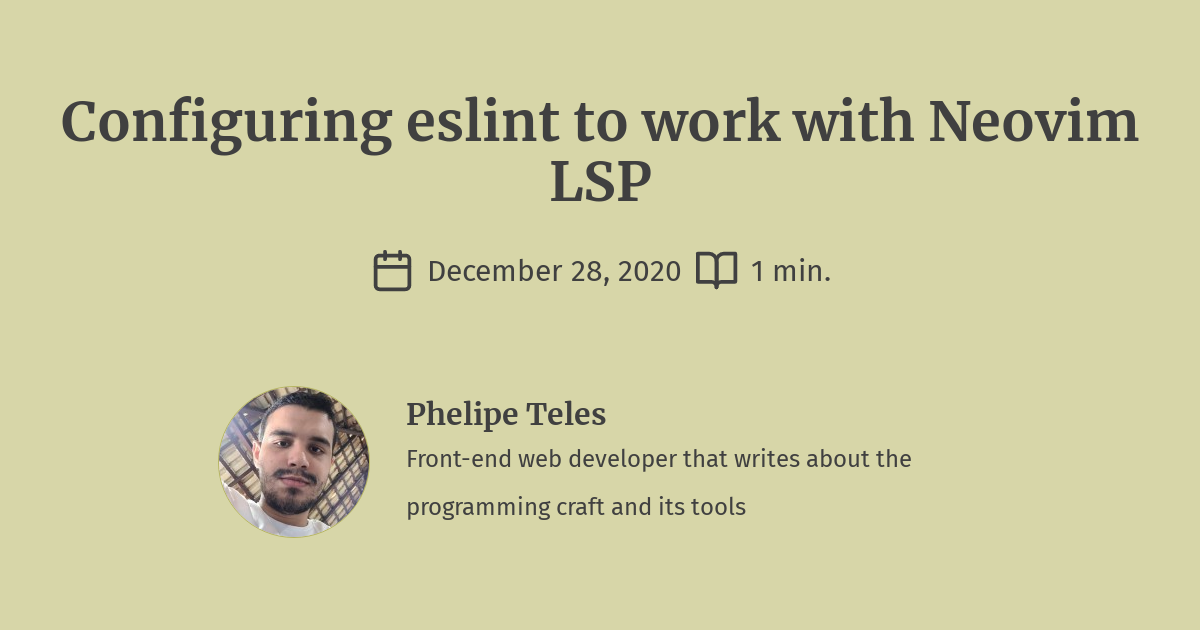 Configuring eslint to work with Neovim
LSP
December 28, 2020 1 min.
Phelipe Teles
Front-end web developer that writes about the
programming craft and its tools